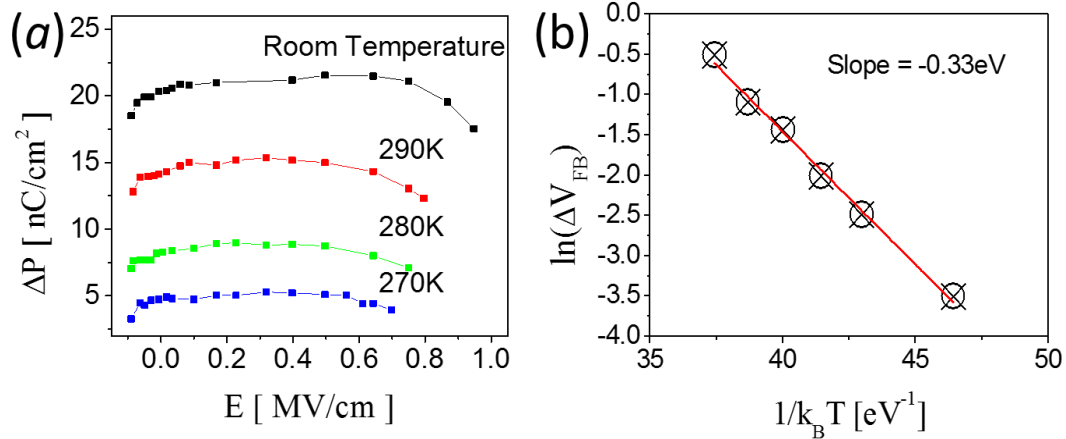 (a)
25
20
15
10
5
ΔP [ nC/cm²]
Room Temperature
290K
280K
270K
0.0 0.2 0.4 0.6 0.8 1.0
E [ MV/cm]
(b)
0.0
-0.5
-1.0
-1.5
-2.0
-2.5
-3.0
-3.5
-4.0
ln(ΔV_FB)
Slope = -0.33eV
35 40 45 50
1/k_B T [eV⁻¹]